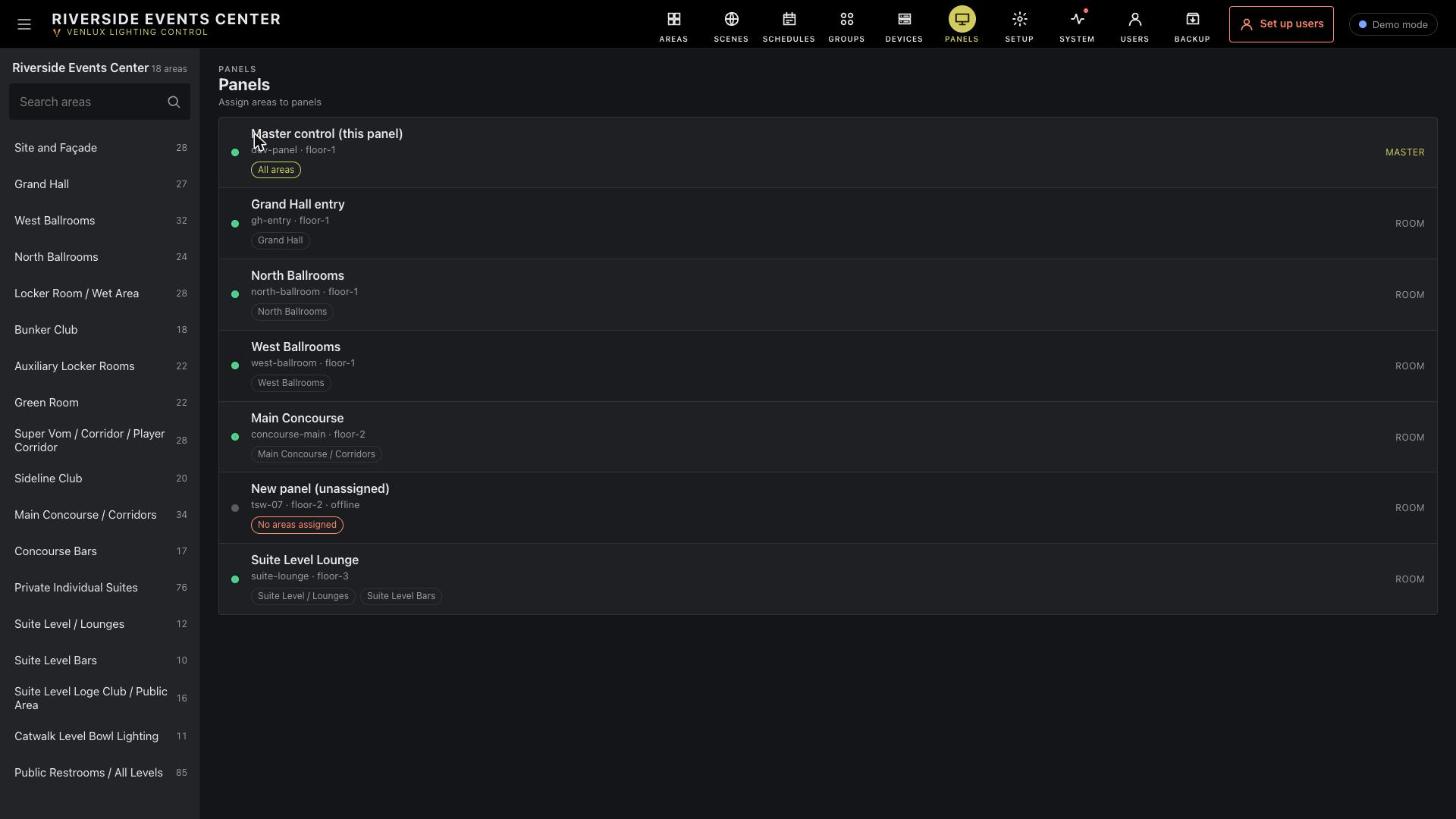 RIVERSIDE EVENTS CENTER
VENLUX LIGHTING CONTROL
AREAS
SCENES
SCHEDULES
GROUPS
DEVICES
PANELS
SETUP
SYSTEM
USERS
BACKUP
Set up users
Demo mode
Riverside Events Center 18 areas
Search areas
Site and Façade 28
Grand Hall 27
West Ballrooms 32
North Ballrooms 24
Locker Room / Wet Area 28
Bunker Club 18
Auxiliary Locker Rooms 22
Green Room 22
Super Vom / Corridor / Player
Corridor 28
Sideline Club 20
Main Concourse / Corridors 34
Concourse Bars 17
Private Individual Suites 76
Suite Level / Lounges 12
Suite Level Bars 10
Suite Level Loge Club / Public
Area 16
Catwalk Level Bowl Lighting 11
Public Restrooms / All Levels 85
PANELS
Panels
Assign areas to panels
Master control (this panel)
dev-panel · floor-1
All areas
MASTER
Grand Hall entry
gh-entry · floor-1
Grand Hall
ROOM
North Ballrooms
north-ballroom · floor-1
North Ballrooms
ROOM
West Ballrooms
west-ballroom · floor-1
West Ballrooms
ROOM
Main Concourse
concourse-main · floor-2
Main Concourse / Corridors
ROOM
New panel (unassigned)
tsw-07 · floor-2 · offline
No areas assigned
ROOM
Suite Level Lounge
suite-lounge · floor-3
Suite Level / Lounges Suite Level Bars
ROOM